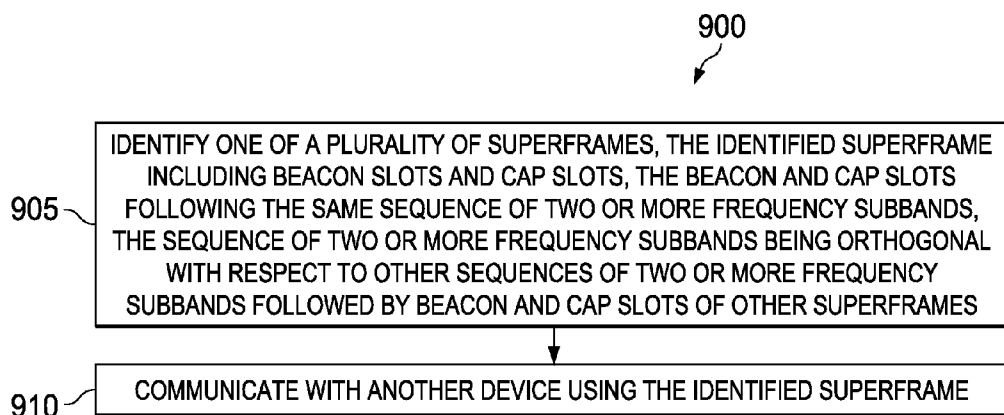 900
IDENTIFY ONE OF A PLURALITY OF SUPERFRAMES, THE IDENTIFIED SUPERFRAME
INCLUDING BEACON SLOTS AND CAP SLOTS, THE BEACON AND CAP SLOTS
FOLLOWING THE SAME SEQUENCE OF TWO OR MORE FREQUENCY SUBBANDS,
THE SEQUENCE OF TWO OR MORE FREQUENCY SUBBANDS BEING ORTHOGONAL
WITH RESPECT TO OTHER SEQUENCES OF TWO OR MORE FREQUENCY
SUBBANDS FOLLOWED BY BEACON AND CAP SLOTS OF OTHER SUPERFRAMES
905
COMMUNICATE WITH ANOTHER DEVICE USING THE IDENTIFIED SUPERFRAME
910